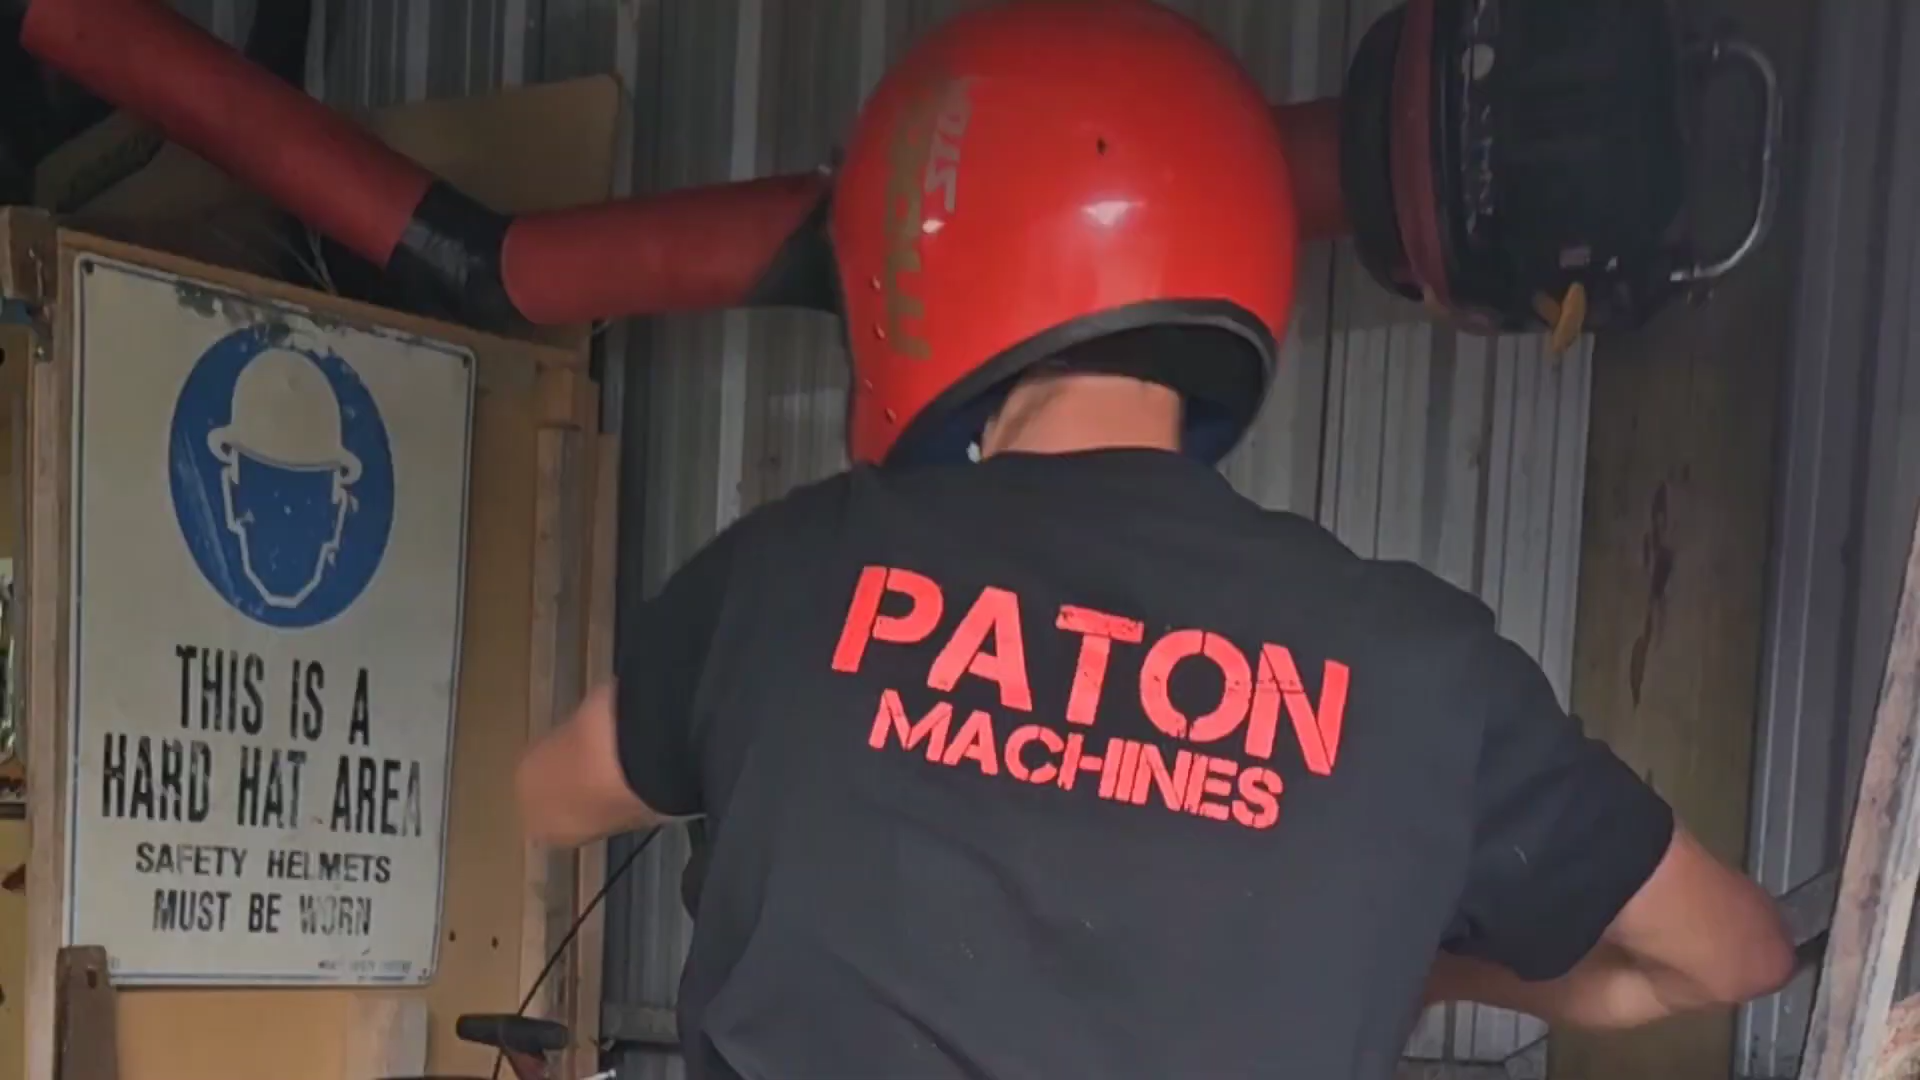 THIS IS A
HARD HAT AREA
SAFETY HELMETS
MUST BE WORN
PATON
MACHINES